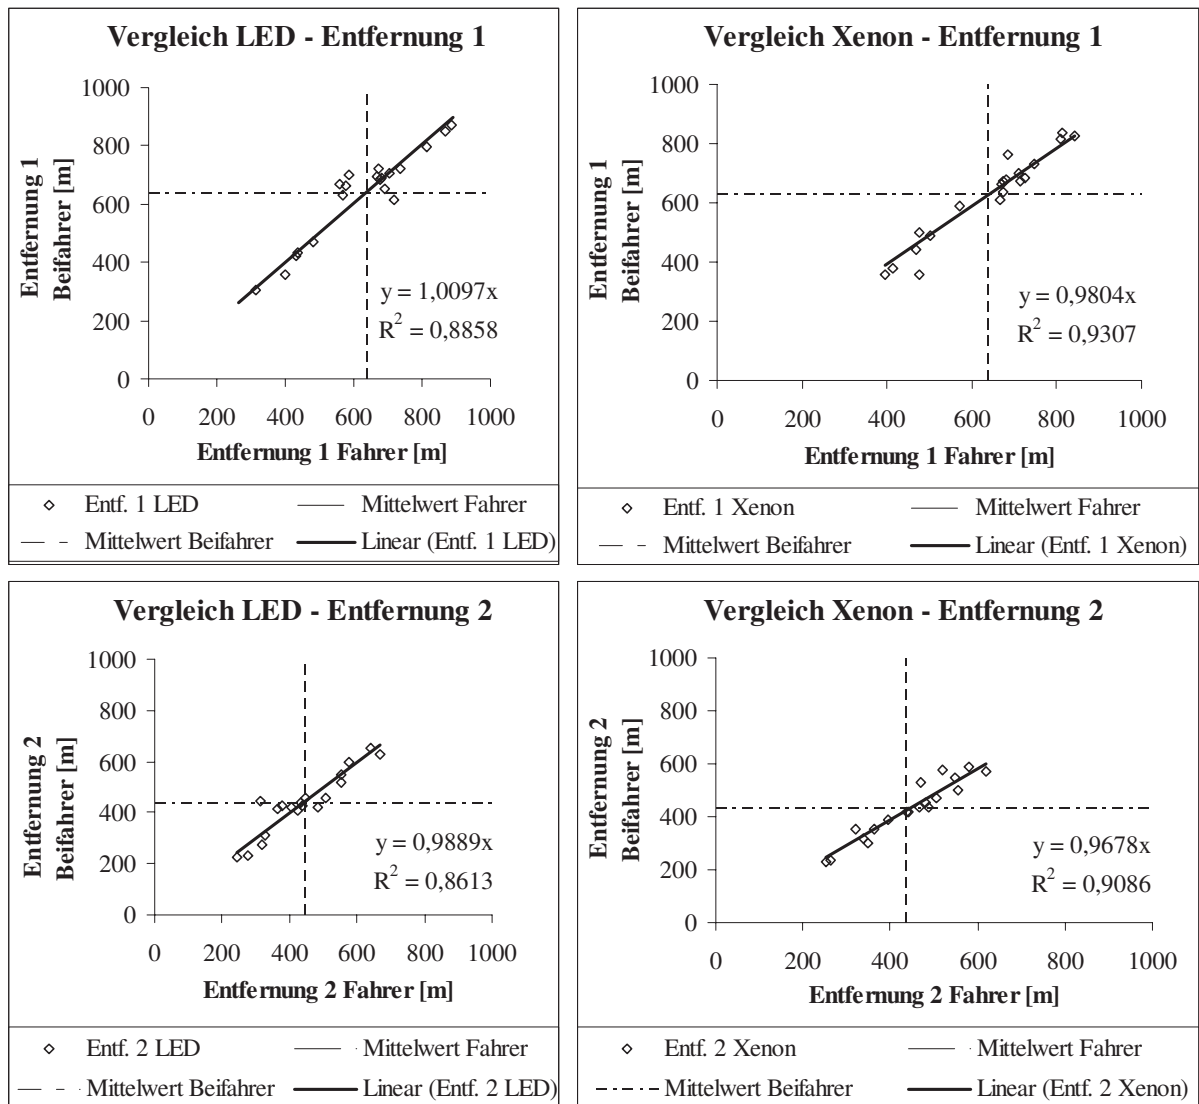 Vergleich LED - Entfernung 1
Entfernung 1
Beifahrer [m]
1000
800
600
400
200
0
y = 1,0097x
R² = 0,8858
0 200 400 600 800 1000
Entfernung 1 Fahrer [m]
Entf. 1 LED
Mittelwert Fahrer
Mittelwert Beifahrer
Linear (Entf. 1 LED)
Vergleich Xenon - Entfernung 1
Entfernung 1
Beifahrer [m]
1000
800
600
400
200
0
y = 0,9804x
R² = 0,9307
0 200 400 600 800 1000
Entfernung 1 Fahrer [m]
Entf. 1 Xenon
Mittelwert Fahrer
Mittelwert Beifahrer
Linear (Entf. 1 Xenon)
Vergleich LED - Entfernung 2
Entfernung 2
Beifahrer [m]
1000
800
600
400
200
0
y = 0,9889x
R² = 0,8613
0 200 400 600 800 1000
Entfernung 2 Fahrer [m]
Entf. 2 LED
Mittelwert Fahrer
Mittelwert Beifahrer
Linear (Entf. 2 LED)
Vergleich Xenon - Entfernung 2
Entfernung 2
Beifahrer [m]
1000
800
600
400
200
0
y = 0,9678x
R² = 0,9086
0 200 400 600 800 1000
Entfernung 2 Fahrer [m]
Entf. 2 Xenon
Mittelwert Fahrer
Mittelwert Beifahrer
Linear (Entf. 2 Xenon)